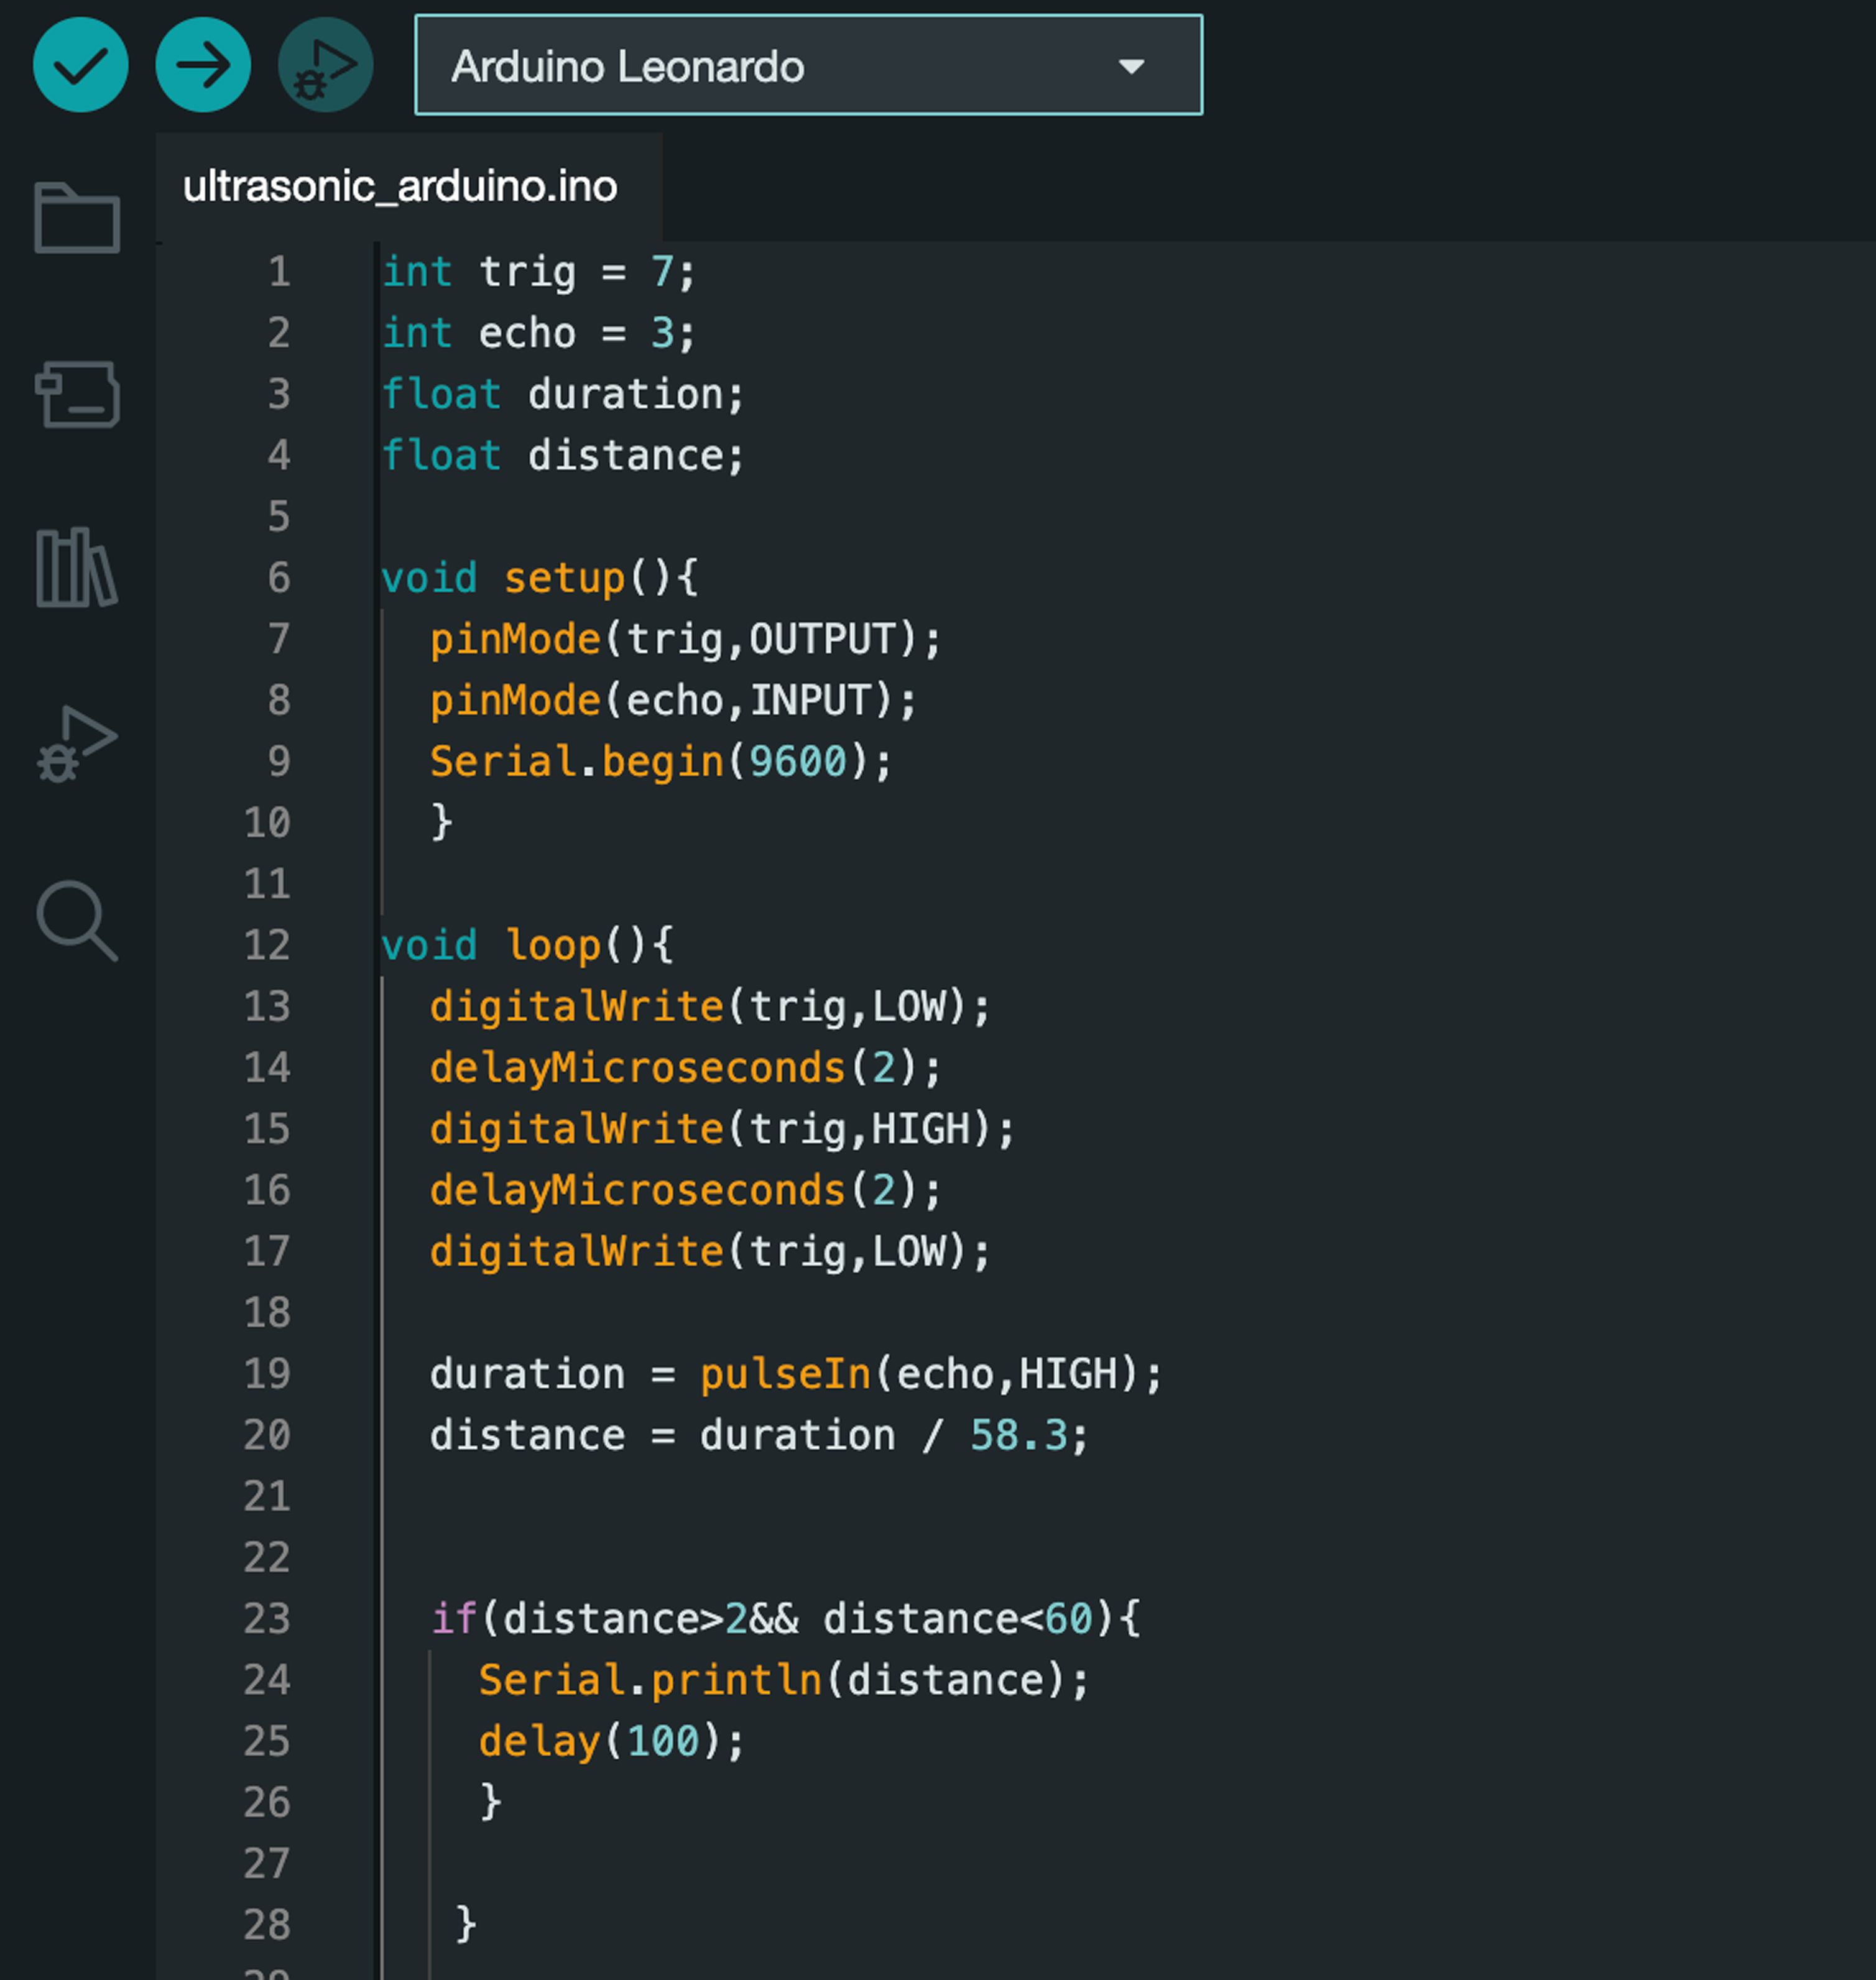 Arduino Leonardo
ultrasonic_arduino.ino
1 int trig = 7;
2 int echo = 3;
3 float duration;
4 float distance;
5
6 void setup(){
7 pinMode(trig,OUTPUT);
8 pinMode(echo,INPUT);
9 Serial.begin(9600);
10 }
11
12 void loop(){
13 digitalWrite(trig,LOW);
14 delayMicroseconds(2);
15 digitalWrite(trig,HIGH);
16 delayMicroseconds(2);
17 digitalWrite(trig,LOW);
18
19 duration = pulseIn(echo,HIGH);
20 distance = duration / 58.3;
21
22
23 if(distance>2&& distance<60){
24 Serial.println(distance);
25 delay(100);
26 }
27
28 }